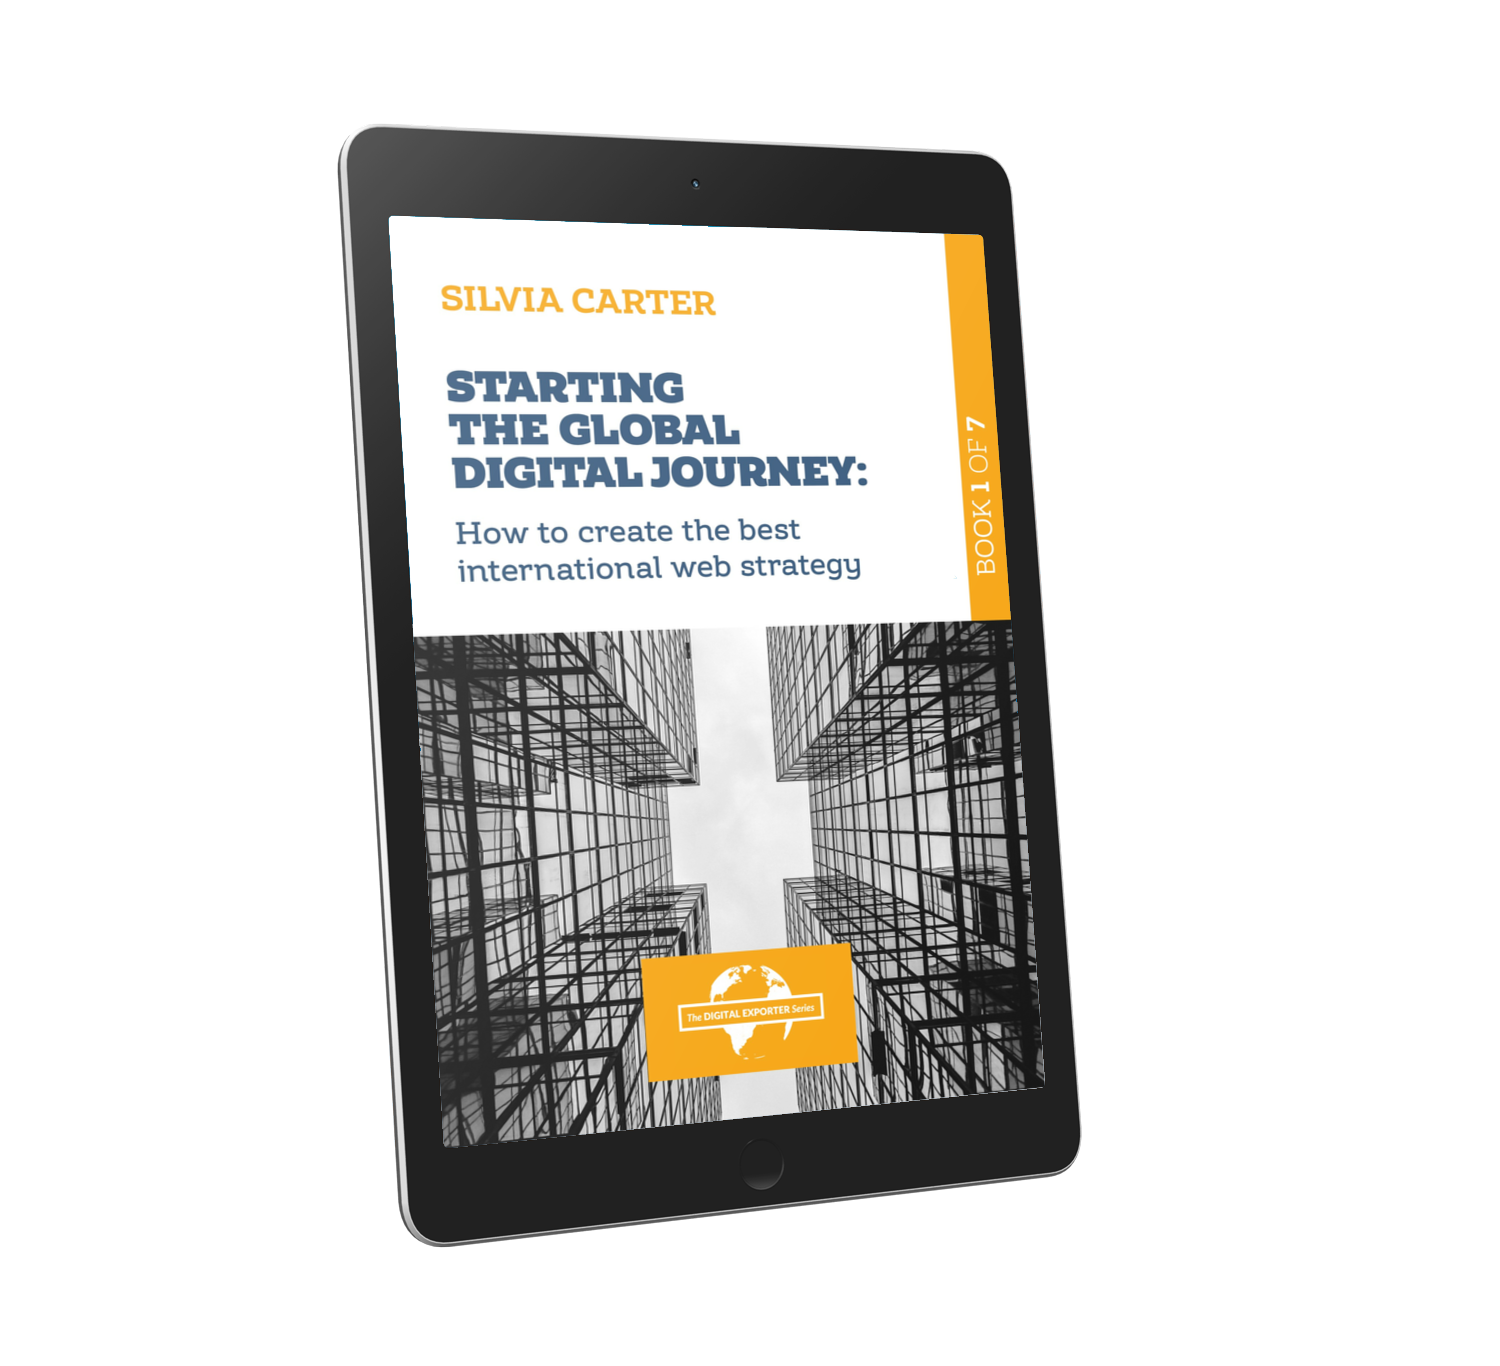 SILVIA CARTER
STARTING
THE GLOBAL
DIGITAL JOURNEY:
How to create the best
international web strategy
BOOK 1 OF 7
The DIGITAL EXPORTER Series